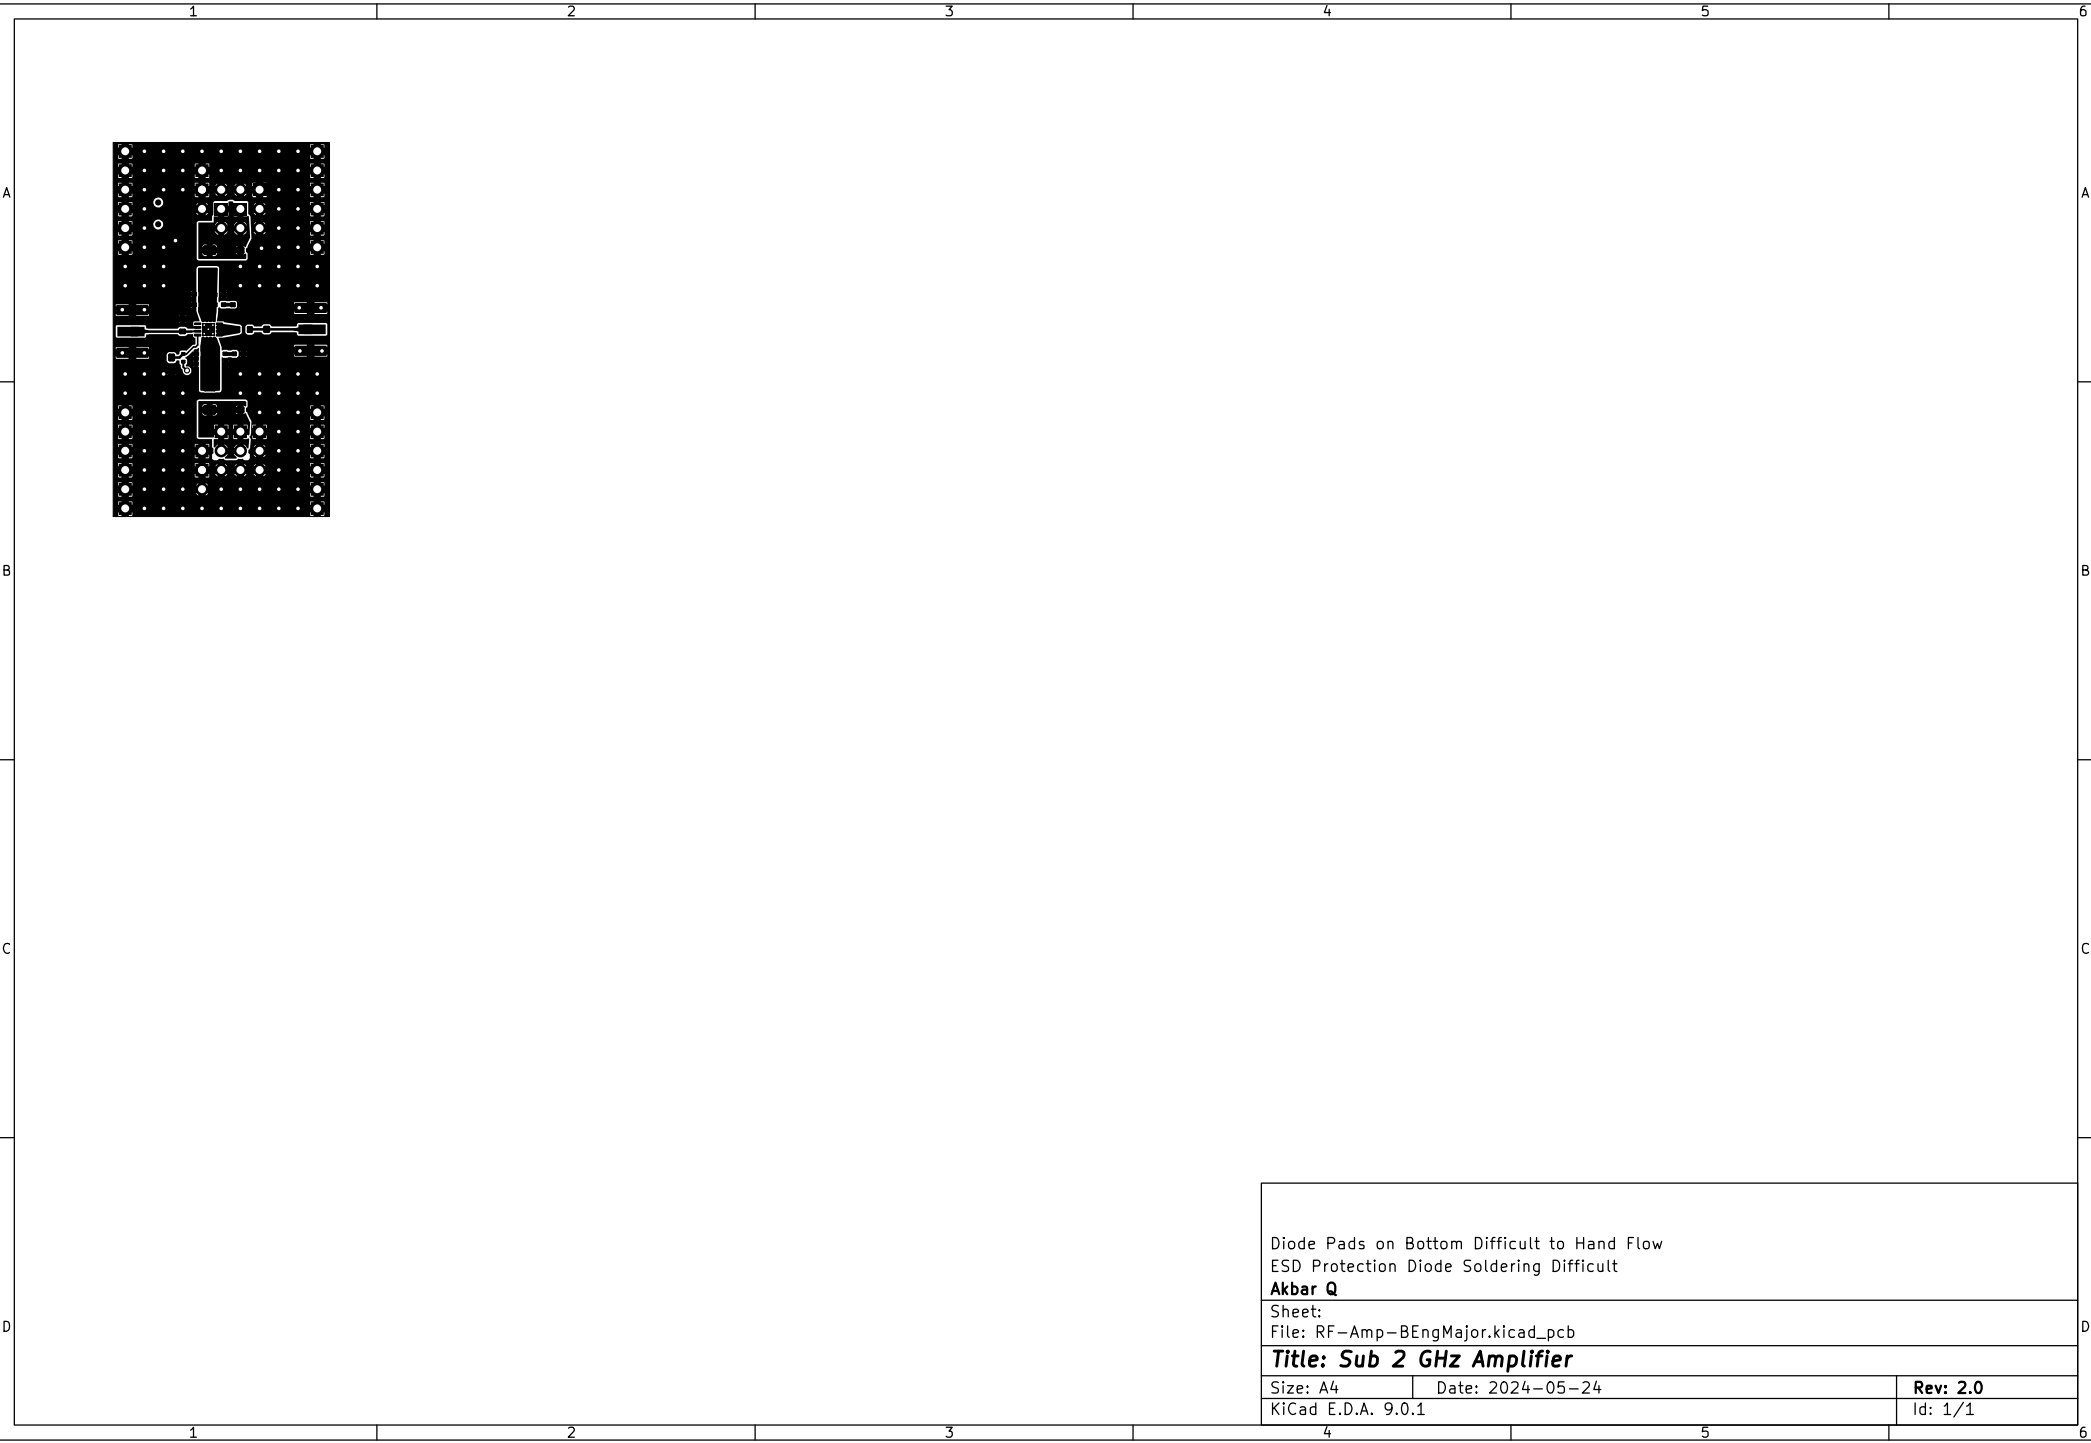 1 2 3 4 5 6
A A
B B
C C
Diode Pads on Bottom Difficult to Hand Flow
ESD Protection Diode Soldering Difficult
Akbar Q
Sheet:
D D
File: RF-Amp-BEngMajor.kicad_pcb
Title: Sub 2 GHz Amplifier
Size: A4 Date: 2024-05-24 Rev: 2.0
KiCad E.D.A. 9.0.1 Id: 1/1
1 2 3 4 5 6